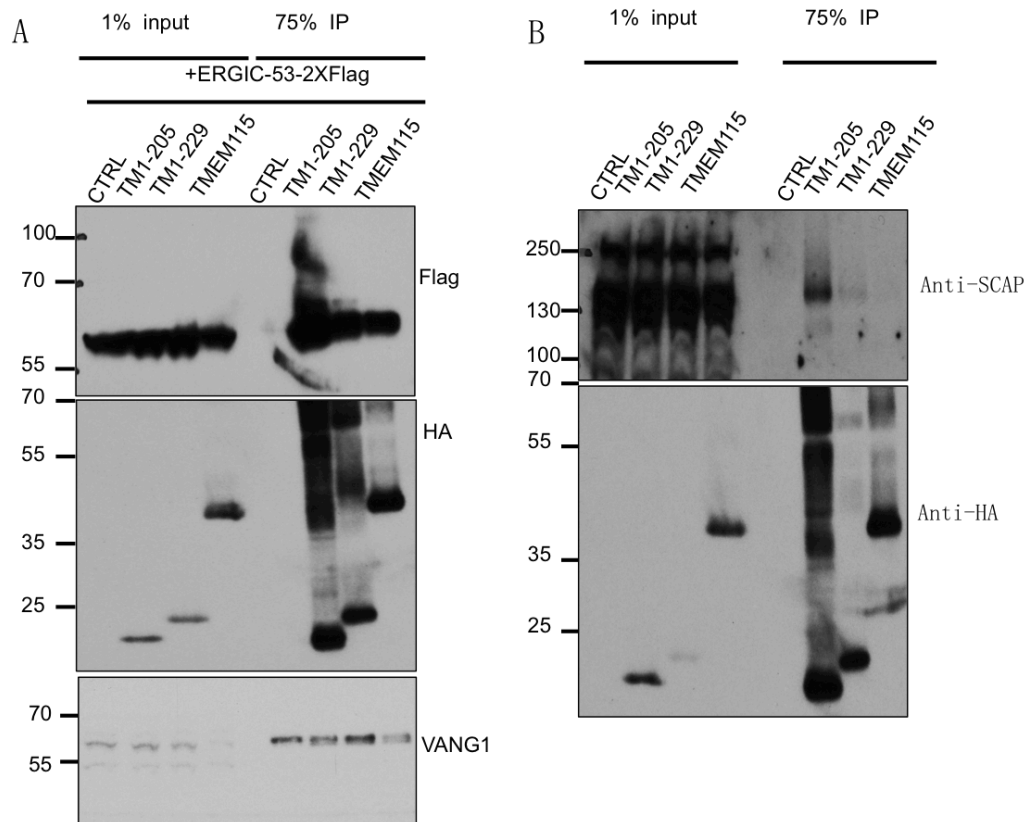 A
1% input
75% IP
+ERGIC-53-2XFlag
CTRL
TM1-205
TM1-229
TMEM115
CTRL
TM1-205
TM1-229
TMEM115
100
70
55
Flag
70
55
35
25
HA
70
55
VANG1
B
1% input
75% IP
CTRL
TM1-205
TM1-229
TMEM115
CTRL
TM1-205
TM1-229
TMEM115
250
130
100
70
Anti-SCAP
55
35
25
Anti-HA